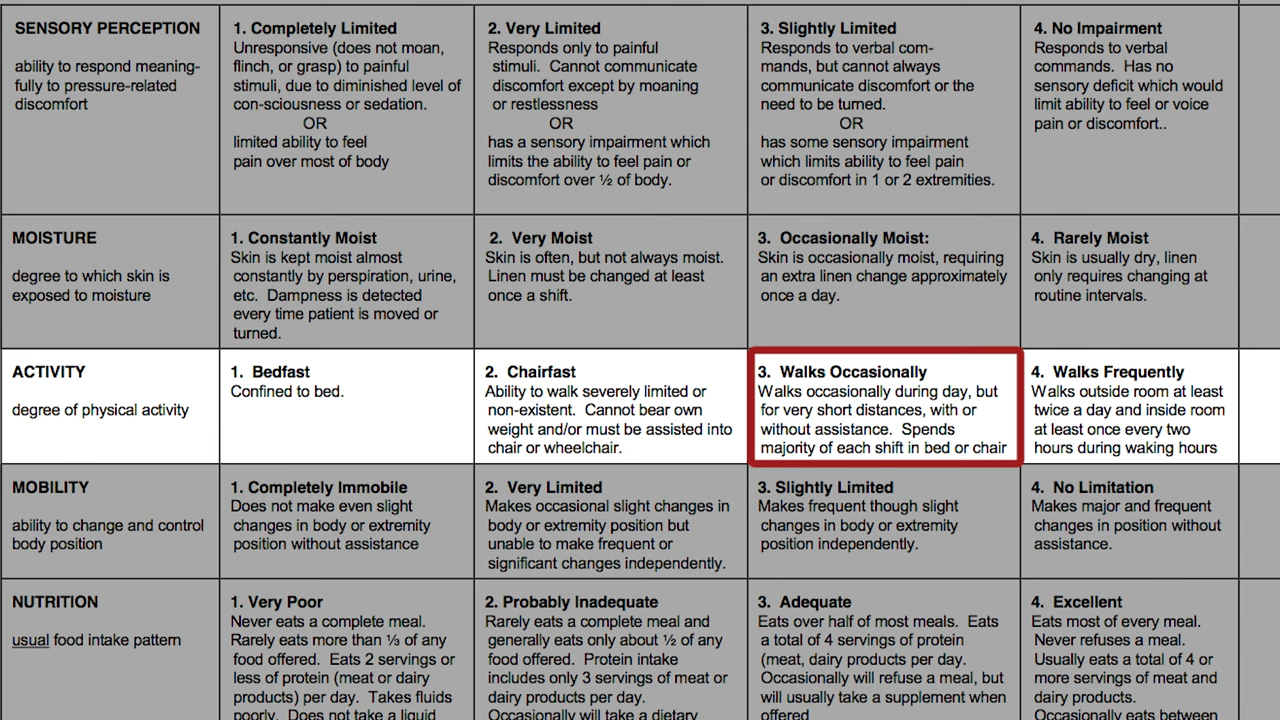 SENSORY PERCEPTION
ability to respond meaning-
fully to pressure-related
discomfort
1. Completely Limited
Unresponsive (does not moan,
flinch, or grasp) to painful
stimuli, due to diminished level of
con-sciousness or sedation.
OR
limited ability to feel
pain over most of body
2. Very Limited
Responds only to painful
stimuli. Cannot communicate
discomfort except by moaning
or restlessness
OR
has a sensory impairment which
limits the ability to feel pain or
discomfort over ½ of body.
3. Slightly Limited
Responds to verbal com-
mands, but cannot always
communicate discomfort or the
need to be turned.
OR
has some sensory impairment
which limits ability to feel pain
or discomfort in 1 or 2 extremities.
4. No Impairment
Responds to verbal
commands. Has no
sensory deficit which would
limit ability to feel or voice
pain or discomfort..
MOISTURE
degree to which skin is
exposed to moisture
1. Constantly Moist
Skin is kept moist almost
constantly by perspiration, urine,
etc. Dampness is detected
every time patient is moved or
turned.
2. Very Moist
Skin is often, but not always moist.
Linen must be changed at least
once a shift.
3. Occasionally Moist:
Skin is occasionally moist, requiring
an extra linen change approximately
once a day.
4. Rarely Moist
Skin is usually dry, linen
only requires changing at
routine intervals.
ACTIVITY
degree of physical activity
1. Bedfast
Confined to bed.
2. Chairfast
Ability to walk severely limited or
non-existent. Cannot bear own
weight and/or must be assisted into
chair or wheelchair.
3. Walks Occasionally
Walks occasionally during day, but
for very short distances, with or
without assistance. Spends
majority of each shift in bed or chair
4. Walks Frequently
Walks outside room at least
twice a day and inside room
at least once every two
hours during waking hours
MOBILITY
ability to change and control
body position
1. Completely Immobile
Does not make even slight
changes in body or extremity
position without assistance
2. Very Limited
Makes occasional slight changes in
body or extremity position but
unable to make frequent or
significant changes independently.
3. Slightly Limited
Makes frequent though slight
changes in body or extremity
position independently.
4. No Limitation
Makes major and frequent
changes in position without
assistance.
NUTRITION
usual food intake pattern
1. Very Poor
Never eats a complete meal.
Rarely eats more than ⅓ of any
food offered. Eats 2 servings or
less of protein (meat or dairy
products) per day. Takes fluids
poorly. Does not take a liquid
2. Probably Inadequate
Rarely eats a complete meal and
generally eats only about ½ of any
food offered. Protein intake
includes only 3 servings of meat or
dairy products per day.
Occasionally will take a dietary
3. Adequate
Eats over half of most meals. Eats
a total of 4 servings of protein
(meat, dairy products per day.
Occasionally will refuse a meal, but
will usually take a supplement when
offered
4. Excellent
Eats most of every meal.
Never refuses a meal.
Usually eats a total of 4 or
more servings of meat and
dairy products.
Occasionally eats between